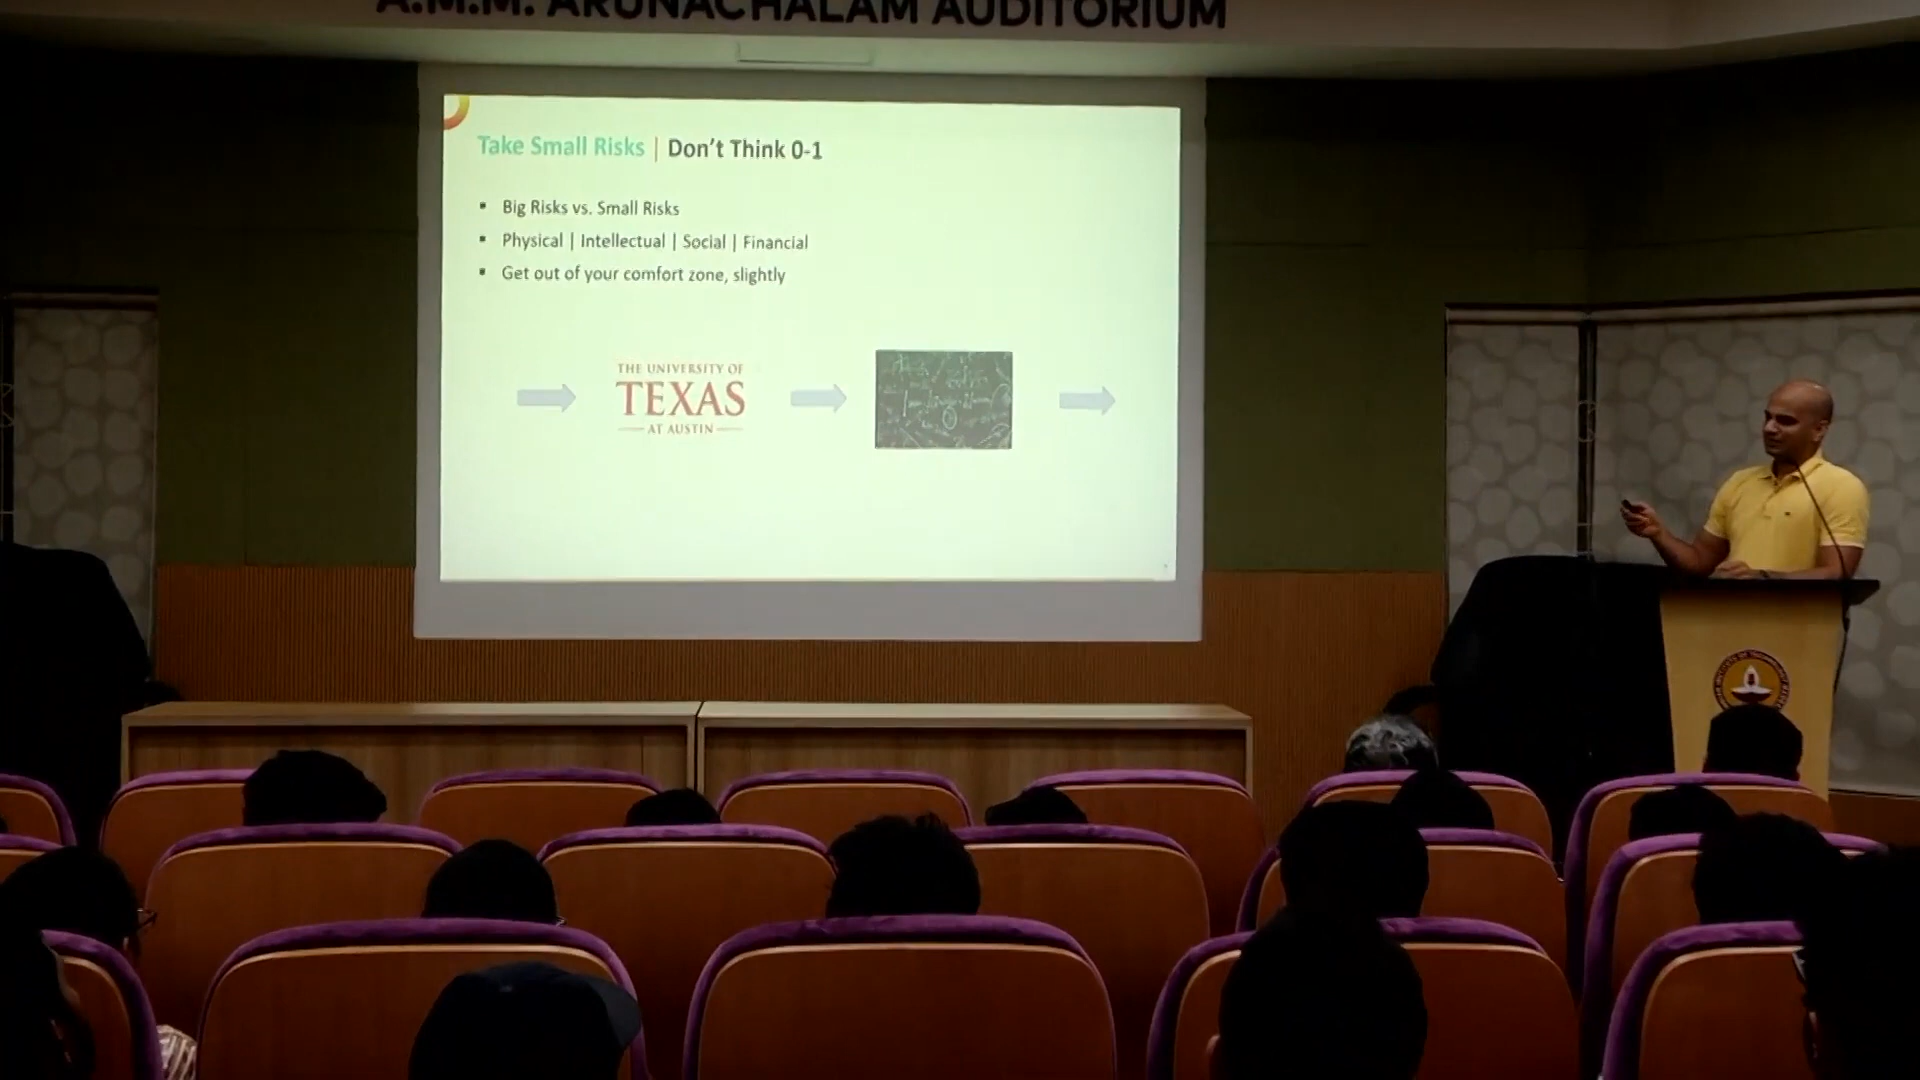 A.M.M. ARUNACHALAM AUDITORIUM
Take Small Risks | Don't Think 0-1
▪ Big Risks vs. Small Risks
▪ Physical | Intellectual | Social | Financial
▪ Get out of your comfort zone, slightly
THE UNIVERSITY OF
TEXAS
AT AUSTIN